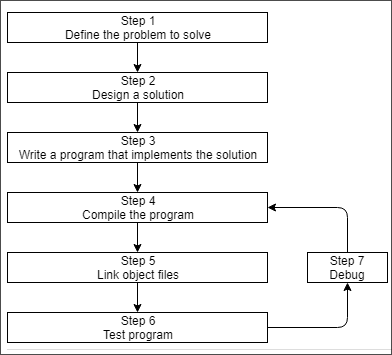 Step 1
Define the problem to solve
Step 2
Design a solution
Step 3
Write a program that implements the solution
Step 4
Compile the program
Step 5
Link object files
Step 7
Debug
Step 6
Test program